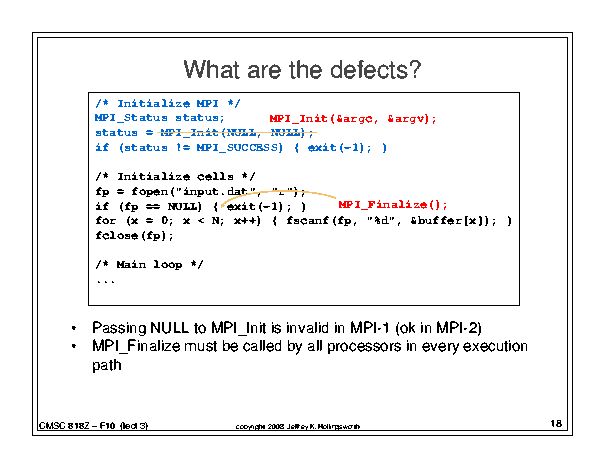 What are the defects?
/* Initialize MPI */
MPI_Status status;     MPI_Init(&argc, &argv);
status = MPI_Init(NULL, NULL);
if (status != MPI_SUCCESS) { exit(-1); }
/* Initialize cells */
fp = fopen("input.dat", "r");
if (fp == NULL) { exit(-1); }     MPI_Finalize();
for (x = 0; x < N; x++) { fscanf(fp, "%d", &buffer[x]); }
fclose(fp);
/* Main loop */
...
• Passing NULL to MPI_Init is invalid in MPI-1 (ok in MPI-2)
• MPI_Finalize must be called by all processors in every execution
path
CMSC 818Z – F10 (lect 3)     copyright 2008 Jeffrey K. Hollingsworth     18